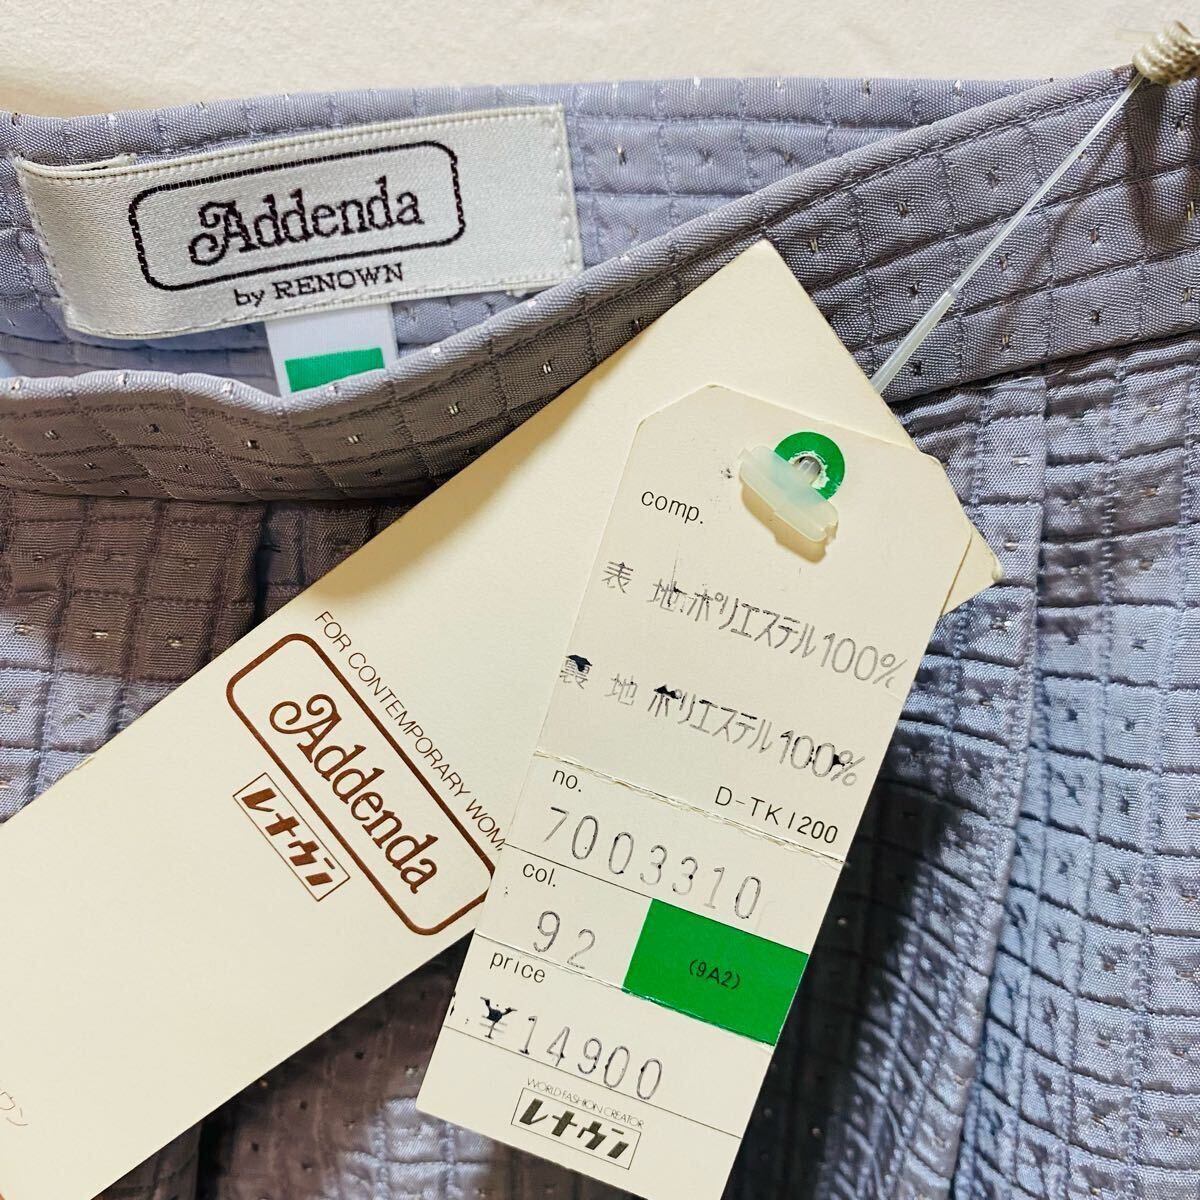 Addenda
by RENOWN
FOR CONTEMPORARY WOM
Addenda
レナウン
ウン
comp.
表 地 ポリエステル100%
裏 地 ポリエステル100%
D-TK1200
no.
7003310
col.
92
(9A2)
price
¥14900
WORLD FASHION CREATOR
レナウン